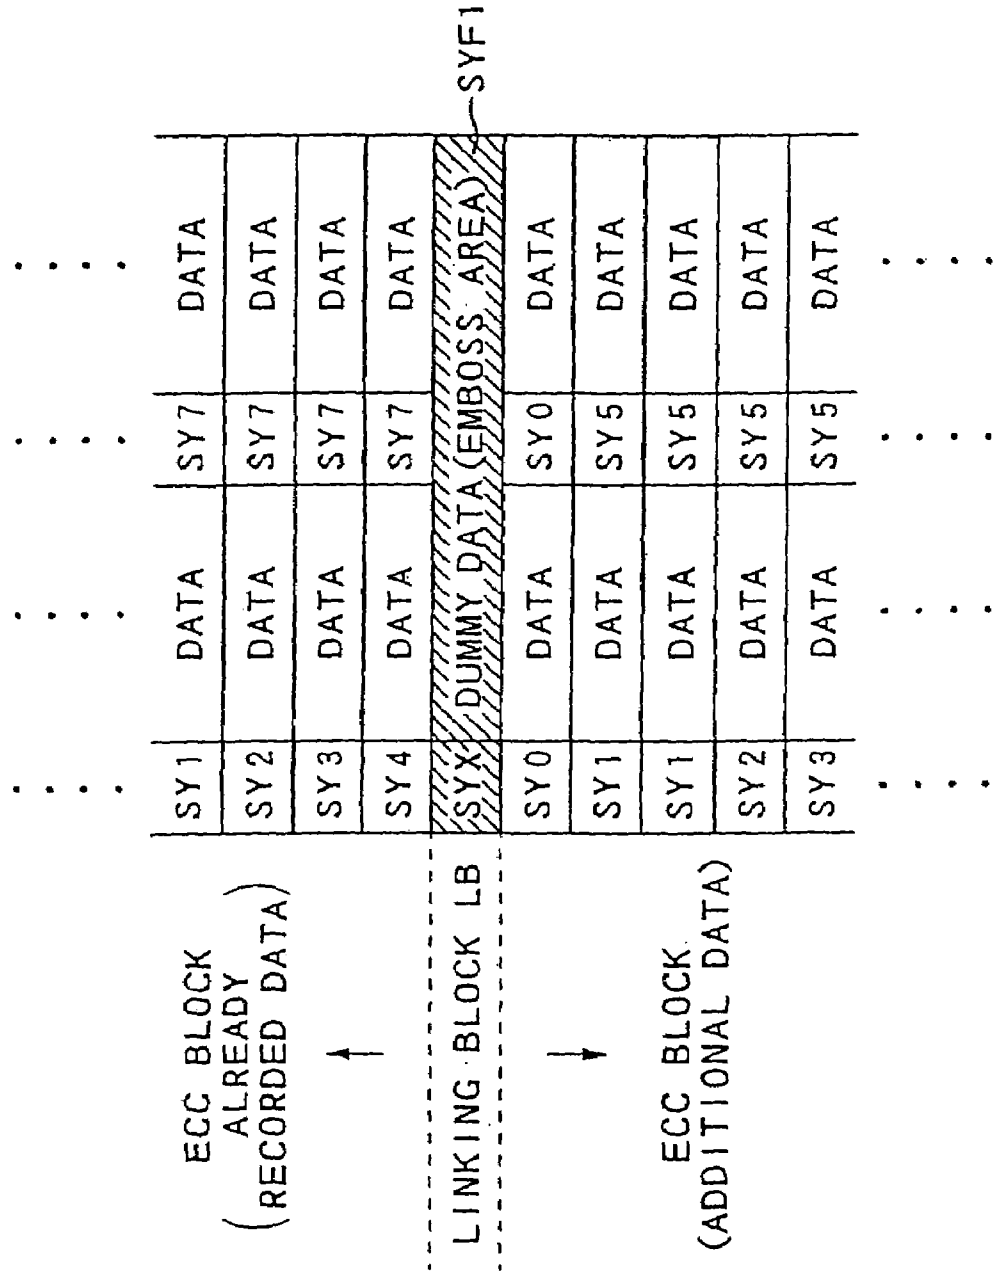 ECC BLOCK
ALREADY
(RECORDED DATA)
SY1 DATA SY7 DATA
SY2 DATA SY7 DATA
SY3 DATA SY7 DATA
SY4 DATA SY7 DATA
LINKING BLOCK LB SYX DUMMY DATA(EMBOSS AREA) SYF1
SY0 DATA SY0 DATA
SY1 DATA SY5 DATA
SY1 DATA SY5 DATA
SY2 DATA SY5 DATA
SY3 DATA SY5 DATA
ECC BLOCK
(ADDITIONAL DATA)